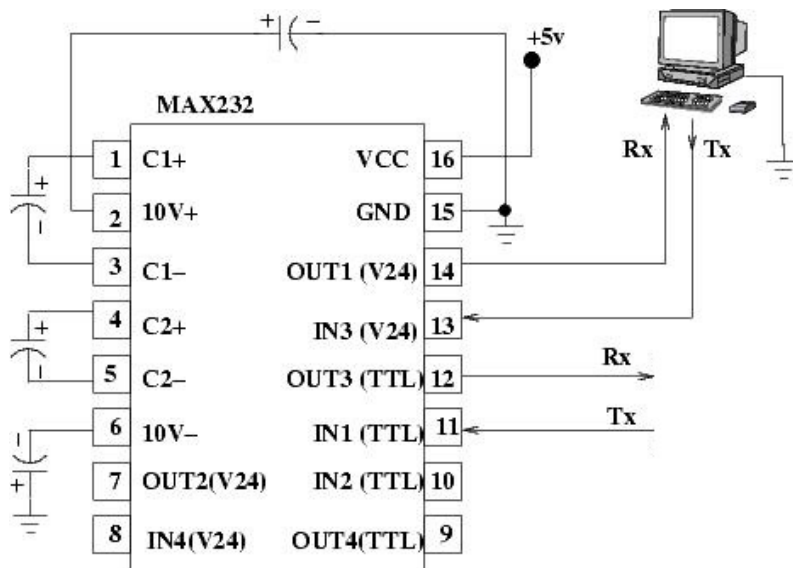 + -
+5v
MAX232
Rx Tx
1 C1+ VCC 16
+
2 10V+ GND 15
-
3 C1- OUT1 (V24) 14
4 C2+ IN3 (V24) 13
+
-
5 C2- OUT3 (TTL) 12 Rx
6 10V- IN1 (TTL) 11 Tx
-
+
7 OUT2(V24) IN2 (TTL) 10
8 IN4(V24) OUT4(TTL) 9